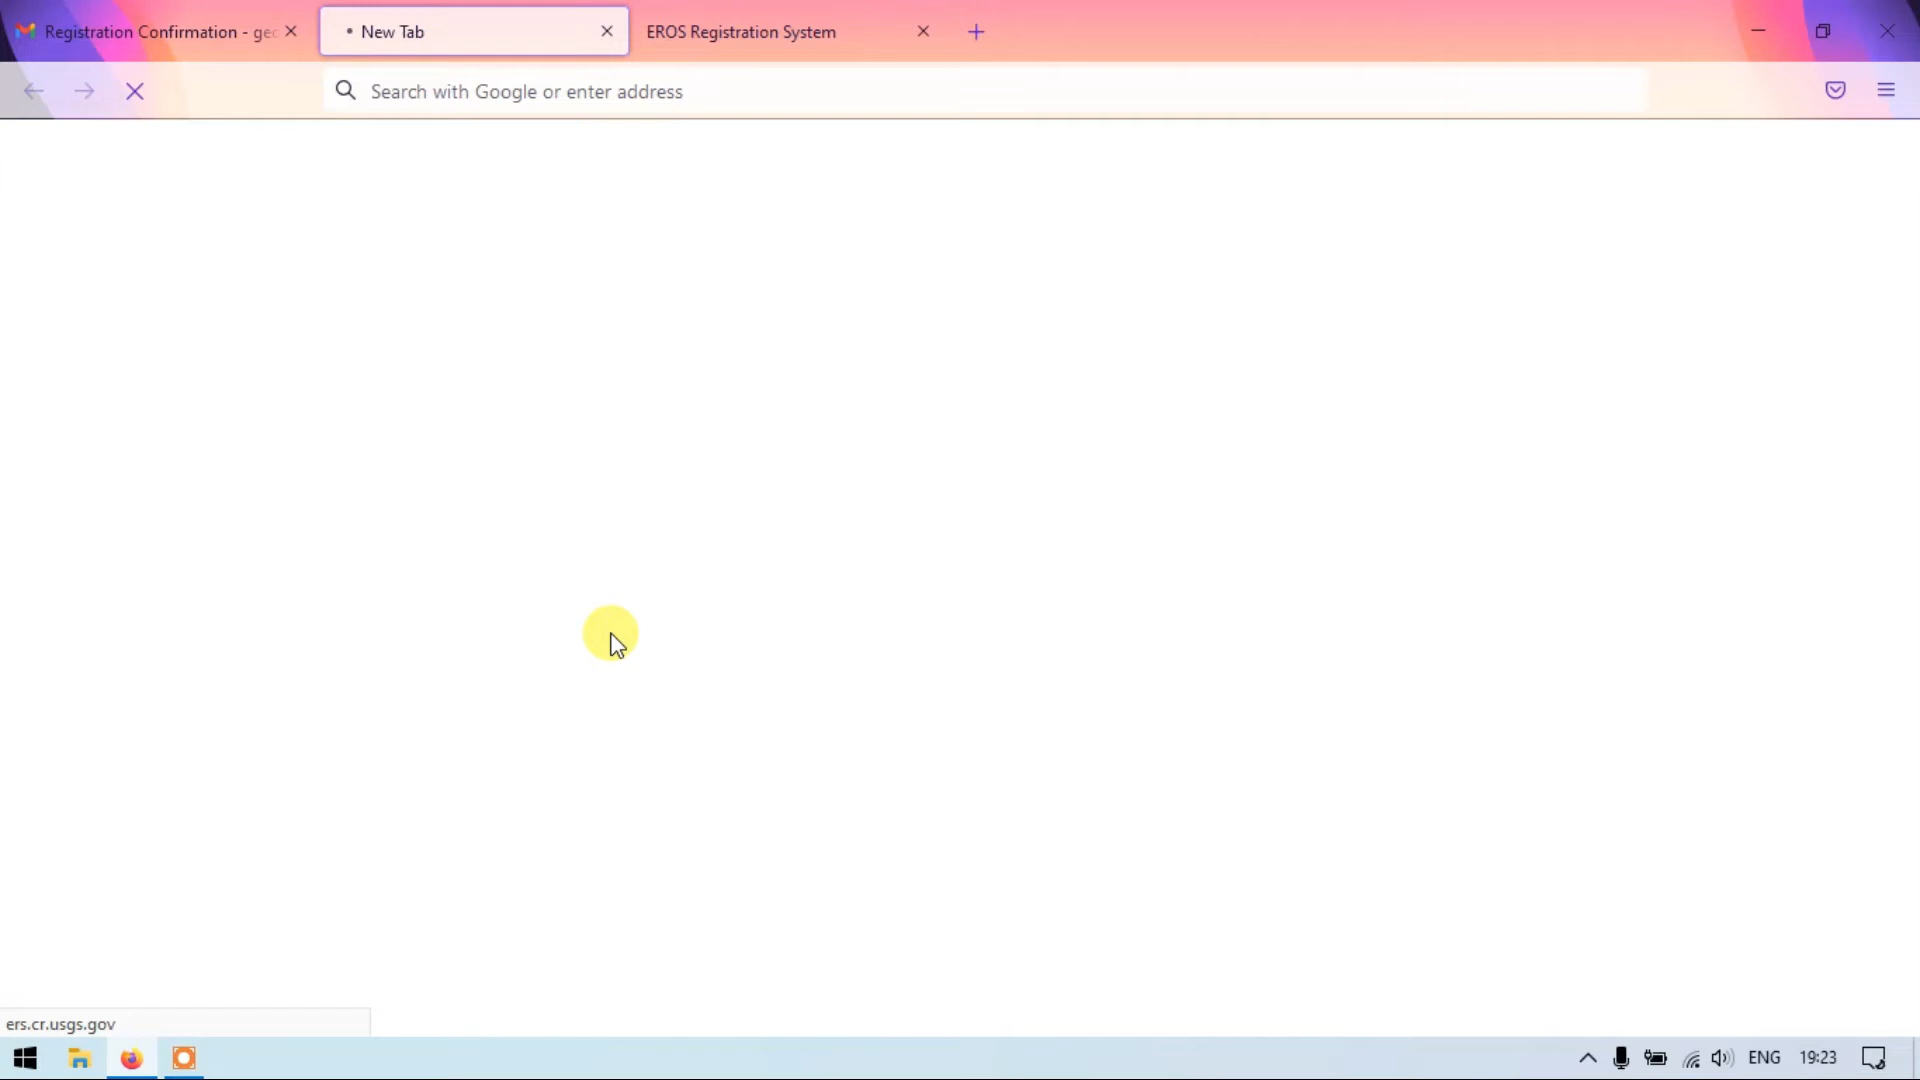 Registration Confirmation - geo
New Tab
EROS Registration System
Search with Google or enter address
ers.cr.usgs.gov
ENG
19:23